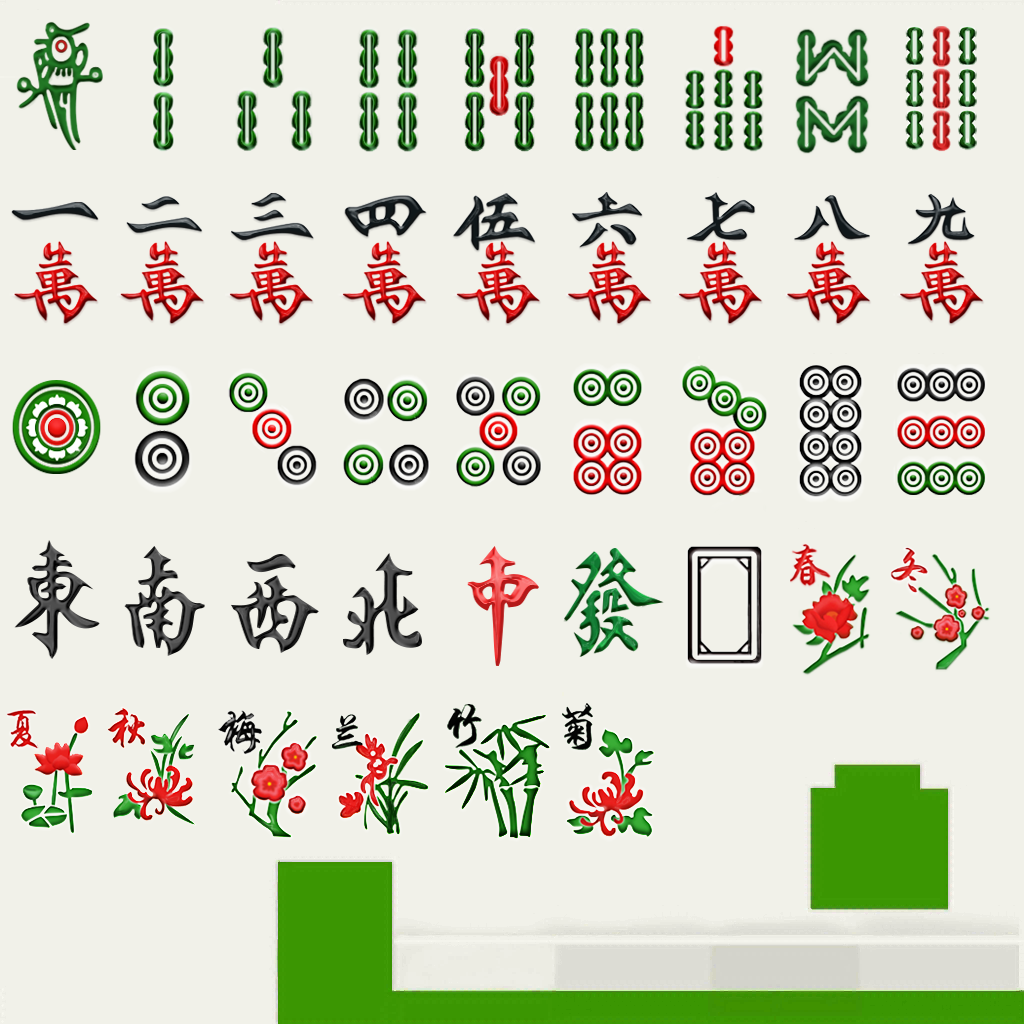 一 二 三 四 伍 六 七 八 九
萬 萬 萬 萬 萬 萬 萬 萬 萬
東 南 西 北 中 發 春 冬
夏 秋 梅 兰 竹 菊